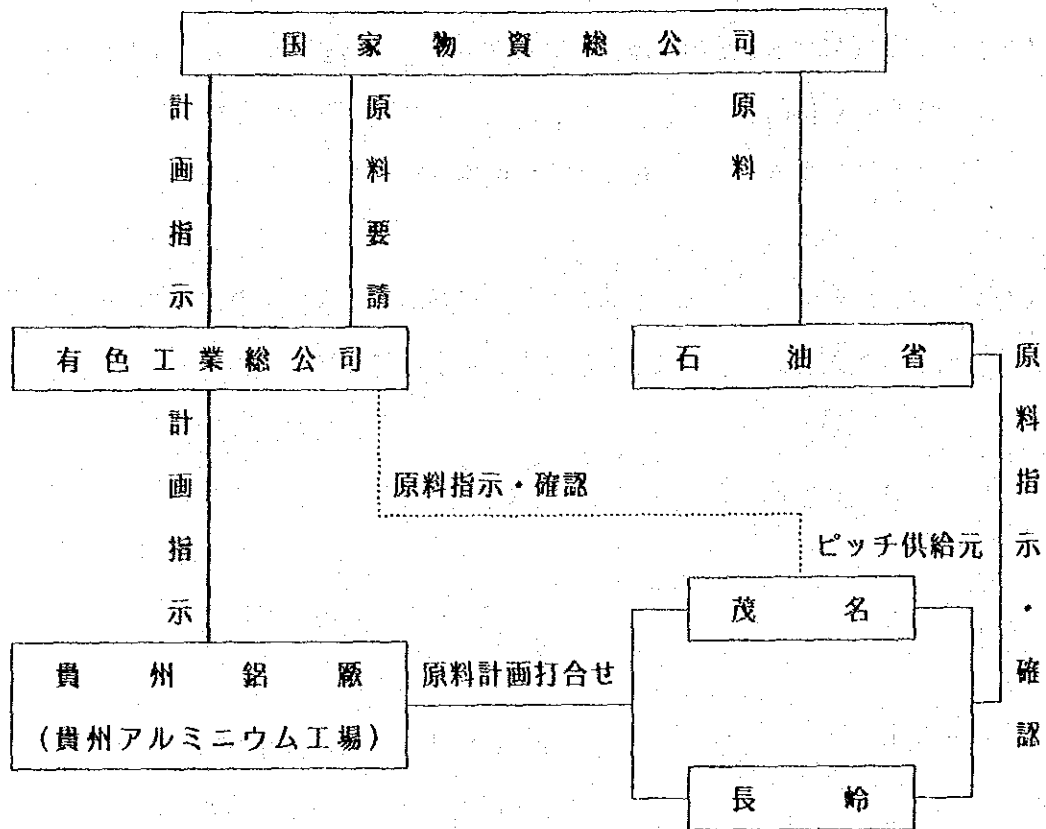 国家物資総公司
計画指示
原料要請
原料
有色工業総公司
石油省
原料指示・確認
計画指示
原料指示・確認
ピッチ供給元
茂名
貴州鋁厰
(貴州アルミニウム工場)
原料計画打合せ
長